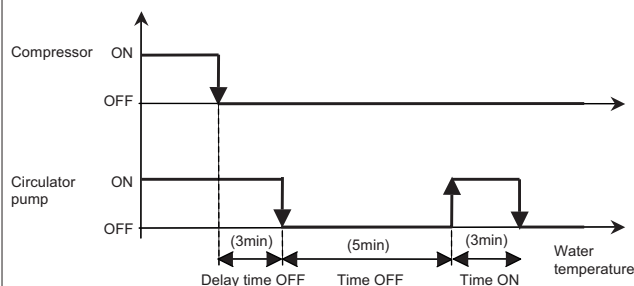 Compressor
ON
OFF
Circulator
pump
ON
OFF
(3min)
(5min)
(3min)
Water
temperature
Delay time OFF
Time OFF
Time ON